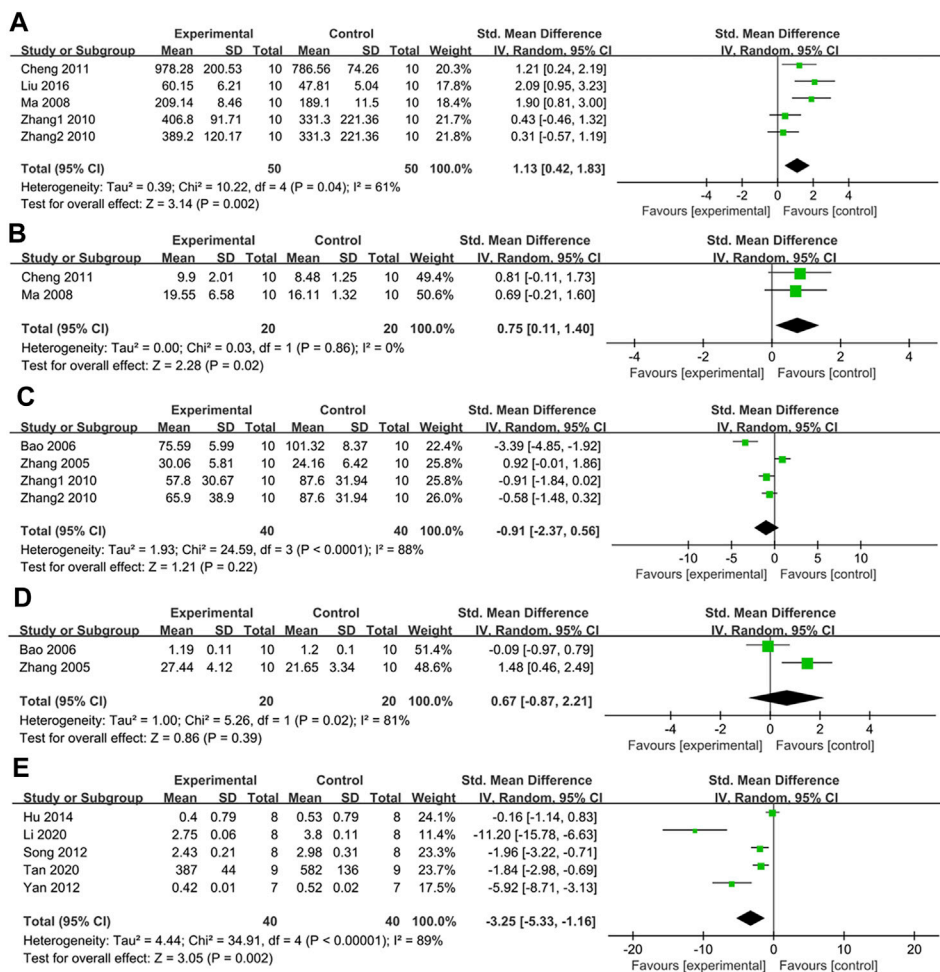 A
Experimental Control Std. Mean Difference Std. Mean Difference
Study or Subgroup Mean SD Total Mean SD Total Weight IV, Random, 95% CI IV, Random, 95% CI
Cheng 2011 978.28 200.53 10 786.56 74.26 10 20.3% 1.21 [0.24, 2.19]
Liu 2016 60.15 6.21 10 47.81 5.04 10 17.8% 2.09 [0.95, 3.23]
Ma 2008 209.14 8.46 10 189.1 11.5 10 18.4% 1.90 [0.81, 3.00]
Zhang1 2010 406.8 91.71 10 331.3 221.36 10 21.7% 0.43 [-0.46, 1.32]
Zhang2 2010 389.2 120.17 10 331.3 221.36 10 21.8% 0.31 [-0.57, 1.19]
Total (95% CI) 50 50 100.0% 1.13 [0.42, 1.83]
Heterogeneity: Tau² = 0.39; Chi² = 10.22, df = 4 (P = 0.04); I² = 61%
Test for overall effect: Z = 3.14 (P = 0.002)
-4 -2 0 2 4
Favours [experimental] Favours [control]
B
Experimental Control Std. Mean Difference Std. Mean Difference
Study or Subgroup Mean SD Total Mean SD Total Weight IV, Random, 95% CI IV, Random, 95% CI
Cheng 2011 9.9 2.01 10 8.48 1.25 10 49.4% 0.81 [-0.11, 1.73]
Ma 2008 19.55 6.58 10 16.11 1.32 10 50.6% 0.69 [-0.21, 1.60]
Total (95% CI) 20 20 100.0% 0.75 [0.11, 1.40]
Heterogeneity: Tau² = 0.00; Chi² = 0.03, df = 1 (P = 0.86); I² = 0%
Test for overall effect: Z = 2.28 (P = 0.02)
-4 -2 0 2 4
Favours [experimental] Favours [control]
C
Experimental Control Std. Mean Difference Std. Mean Difference
Study or Subgroup Mean SD Total Mean SD Total Weight IV, Random, 95% CI IV, Random, 95% CI
Bao 2006 75.59 5.99 10 101.32 8.37 10 22.4% -3.39 [-4.85, -1.92]
Zhang 2005 30.06 5.81 10 24.16 6.42 10 25.8% 0.92 [-0.01, 1.86]
Zhang1 2010 57.8 30.67 10 87.6 31.94 10 25.8% -0.91 [-1.84, 0.02]
Zhang2 2010 65.9 38.9 10 87.6 31.94 10 26.0% -0.58 [-1.48, 0.32]
Total (95% CI) 40 40 100.0% -0.91 [-2.37, 0.56]
Heterogeneity: Tau² = 1.93; Chi² = 24.59, df = 3 (P < 0.0001); I² = 88%
Test for overall effect: Z = 1.21 (P = 0.22)
-10 -5 0 5 10
Favours [experimental] Favours [control]
D
Experimental Control Std. Mean Difference Std. Mean Difference
Study or Subgroup Mean SD Total Mean SD Total Weight IV, Random, 95% CI IV, Random, 95% CI
Bao 2006 1.19 0.11 10 1.2 0.1 10 51.4% -0.09 [-0.97, 0.79]
Zhang 2005 27.44 4.12 10 21.65 3.34 10 48.6% 1.48 [0.46, 2.49]
Total (95% CI) 20 20 100.0% 0.67 [-0.87, 2.21]
Heterogeneity: Tau² = 1.00; Chi² = 5.26, df = 1 (P = 0.02); I² = 81%
Test for overall effect: Z = 0.86 (P = 0.39)
-4 -2 0 2 4
Favours [experimental] Favours [control]
E
Experimental Control Std. Mean Difference Std. Mean Difference
Study or Subgroup Mean SD Total Mean SD Total Weight IV, Random, 95% CI IV, Random, 95% CI
Hu 2014 0.4 0.79 8 0.53 0.79 8 24.1% -0.16 [-1.14, 0.83]
Li 2020 2.75 0.06 8 3.8 0.11 8 11.4% -11.20 [-15.78, -6.63]
Song 2012 2.43 0.21 8 2.98 0.31 8 23.3% -1.96 [-3.22, -0.71]
Tan 2020 387 44 9 582 136 9 23.7% -1.84 [-2.98, -0.69]
Yan 2012 0.42 0.01 7 0.52 0.02 7 17.5% -5.92 [-8.71, -3.13]
Total (95% CI) 40 40 100.0% -3.25 [-5.33, -1.16]
Heterogeneity: Tau² = 4.44; Chi² = 34.91, df = 4 (P < 0.00001); I² = 89%
Test for overall effect: Z = 3.05 (P = 0.002)
-20 -10 0 10 20
Favours [experimental] Favours [control]